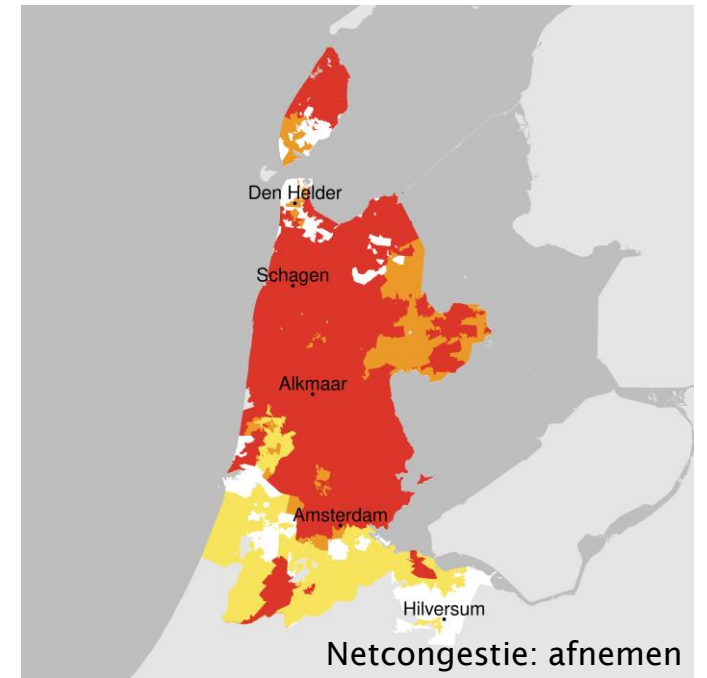 Den Helder
Schagen
Alkmaar
Amsterdam
Hilversum
Netcongestie: afnemen